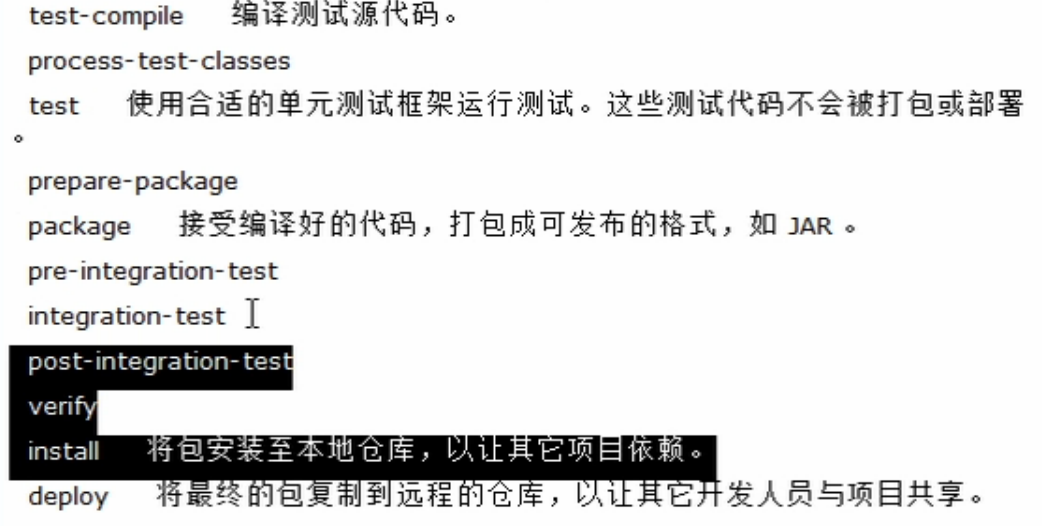 test-compile 编译测试源代码。
process-test-classes
test 使用合适的单元测试框架运行测试。这些测试代码不会被打包或部署
。
prepare-package
package 接受编译好的代码，打包成可发布的格式，如 JAR 。
pre-integration-test
integration-test
post-integration-test
verify
install 将包安装至本地仓库，以让其它项目依赖。
deploy 将最终的包复制到远程的仓库，以让其它开发人员与项目共享。